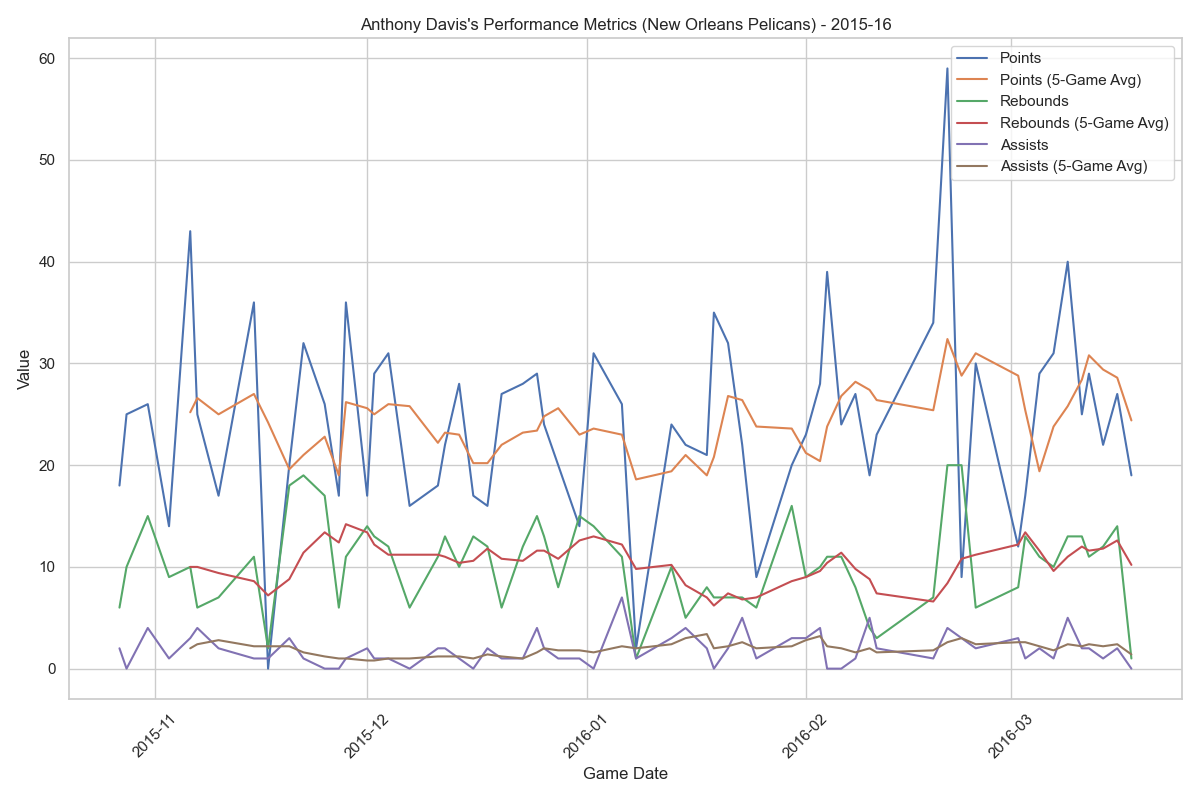 Anthony Davis's Performance Metrics (New Orleans Pelicans) - 2015-16
Points
Points (5-Game Avg)
Rebounds
Rebounds (5-Game Avg)
Assists
Assists (5-Game Avg)
Value
60
50
40
30
20
10
0
2015-11
2015-12
2016-01
2016-02
2016-03
Game Date